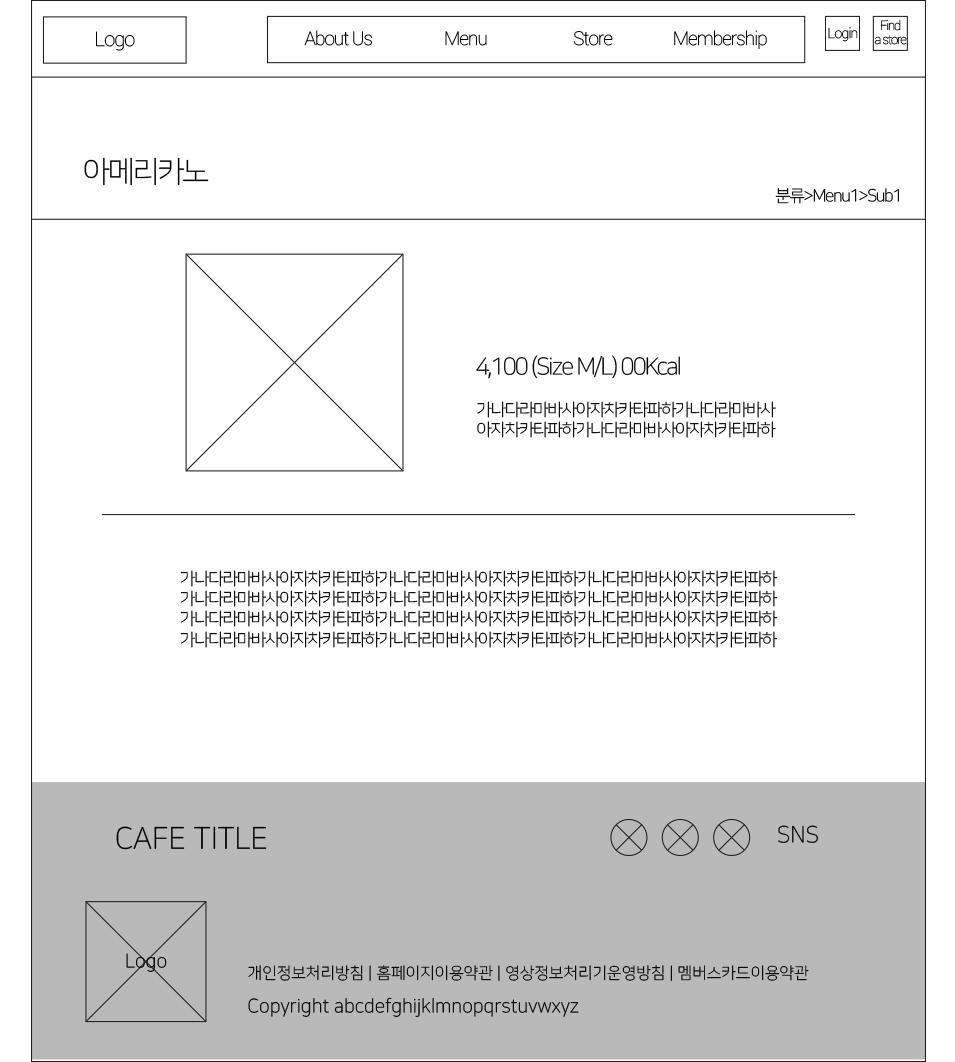 Logo
About Us Menu Store Membership
Login
Find
a store
아메리카노
분류>Menu1>Sub1
4,100 (Size M/L) 00Kcal
가나다라마바사아자차카타파하가나다라마바사
아자차카타파하가나다라마바사아자차카타파하
가나다라마바사아자차카타파하가나다라마바사아자차카타파하가나다라마바사아자차카타파하
가나다라마바사아자차카타파하가나다라마바사아자차카타파하가나다라마바사아자차카타파하
가나다라마바사아자차카타파하가나다라마바사아자차카타파하가나다라마바사아자차카타파하
가나다라마바사아자차카타파하가나다라마바사아자차카타파하가나다라마바사아자차카타파하
CAFE TITLE
SNS
Logo
개인정보처리방침 | 홈페이지이용약관 | 영상정보처리기운영방침 | 멤버스카드이용약관
Copyright abcdefghijklmnopqrstuvwxyz